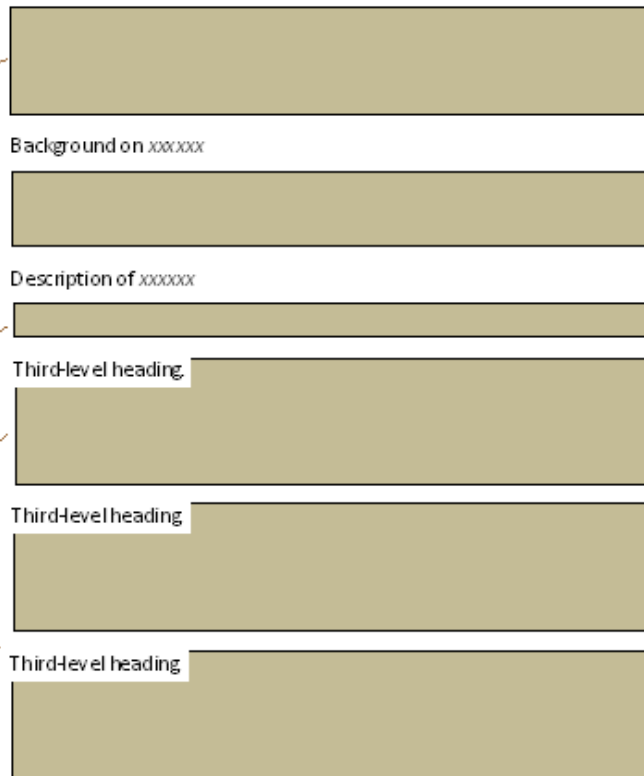 Background on xxxxxx
Description of xxxxxx
Third-level heading.
Third-level heading
Third-level heading